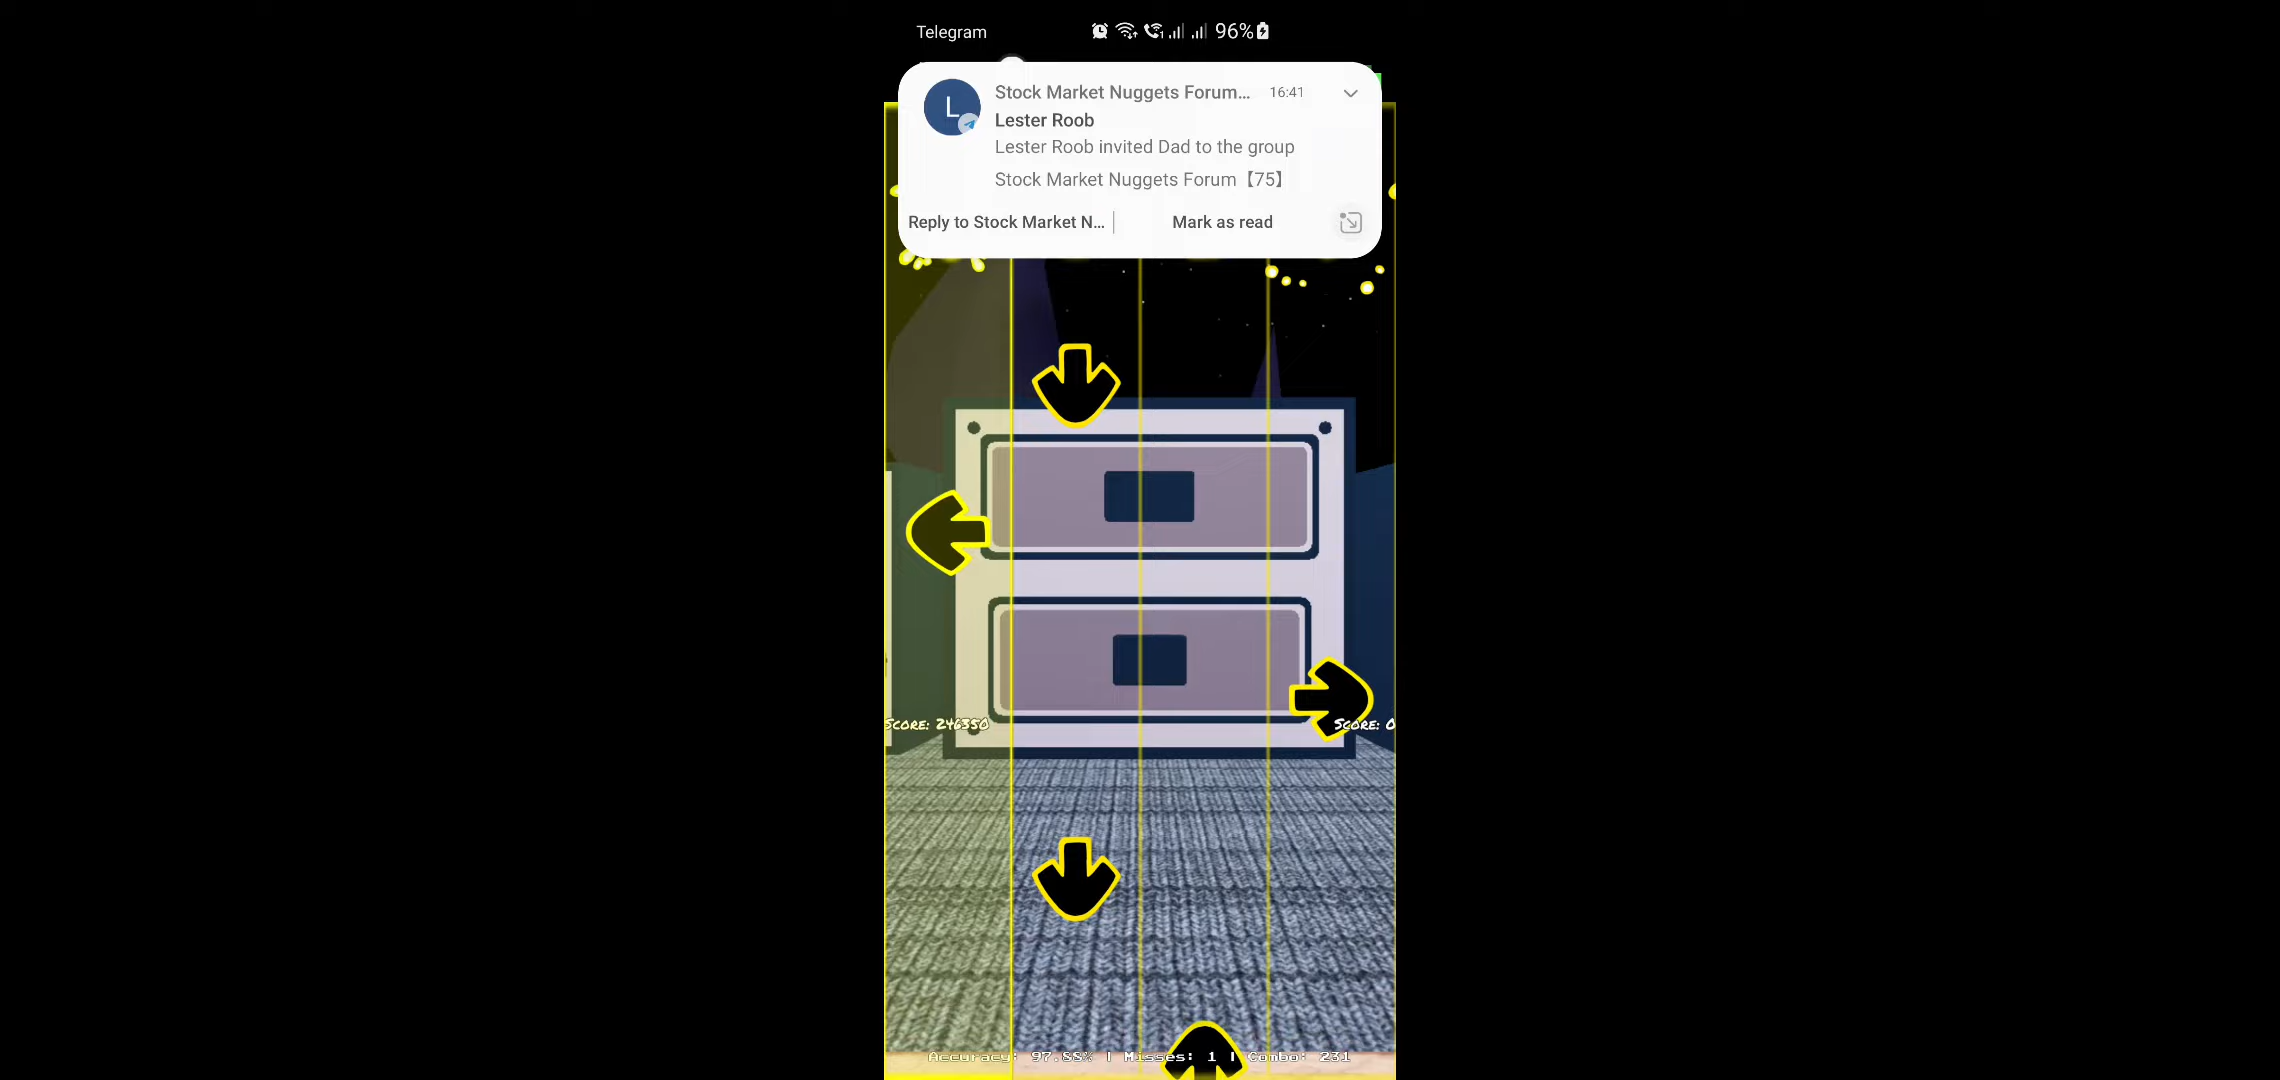 Telegram 96%
L
Stock Market Nuggets Forum... 16:41
Lester Roob
Lester Roob invited Dad to the group
Stock Market Nuggets Forum【75】
Reply to Stock Market N... Mark as read
Score: 246350 Score: 0
Accuracy: 97.88% | Misses: 1 | Combo: 231